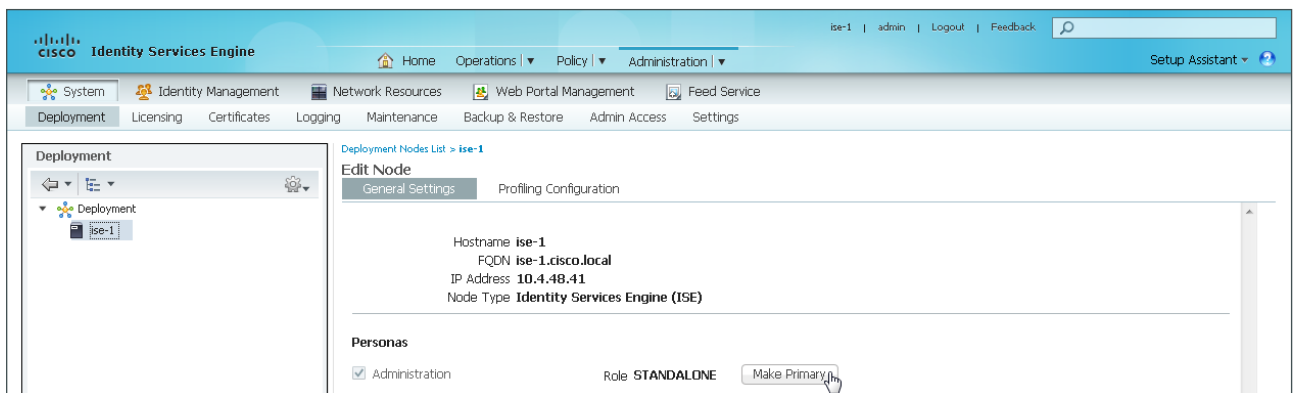 ise-1 | admin | Logout | Feedback
CISCO Identity Services Engine
Home Operations | Policy | Administration | Setup Assistant
System Identity Management Network Resources Web Portal Management Feed Service
Deployment Licensing Certificates Logging Maintenance Backup & Restore Admin Access Settings
Deployment
Deployment
ise-1
Deployment Nodes List > ise-1
Edit Node
General Settings Profiling Configuration
Hostname ise-1
FQDN ise-1.cisco.local
IP Address 10.4.48.41
Node Type Identity Services Engine (ISE)
Personas
Administration Role STANDALONE Make Primary